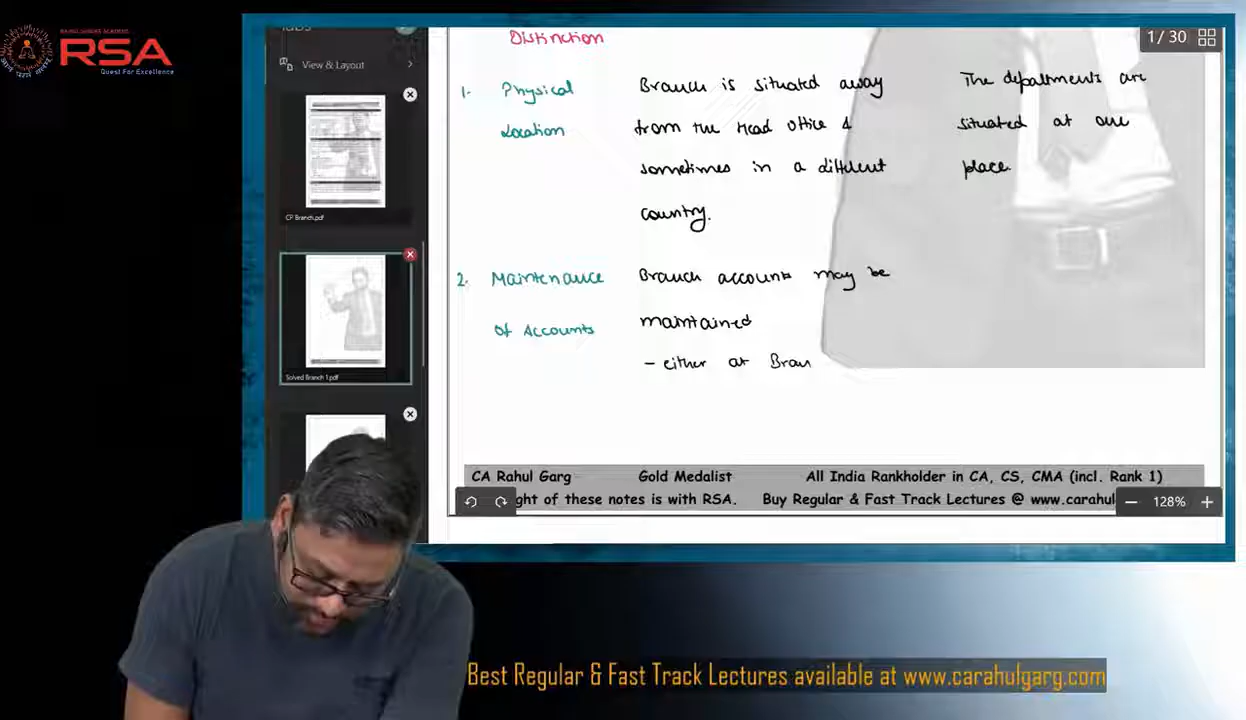 RSA
Quest For Excellence
View & Layout
CP Branch.pdf
Solved Branch 1.pdf
1 / 30
Distinction
1. Physical Location
Branch is situated away
from the Head Office &
sometimes in a different
country.
The departments are
situated at one
place.
2. Maintenance
of Accounts
Branch accounts may be
maintained
- either at Bran
CA Rahul Garg Gold Medalist All India Rankholder in CA, CS, CMA (incl. Rank 1)
ght of these notes is with RSA. Buy Regular & Fast Track Lectures @ www.carahul
128%
Best Regular & Fast Track Lectures available at www.carahulgarg.com